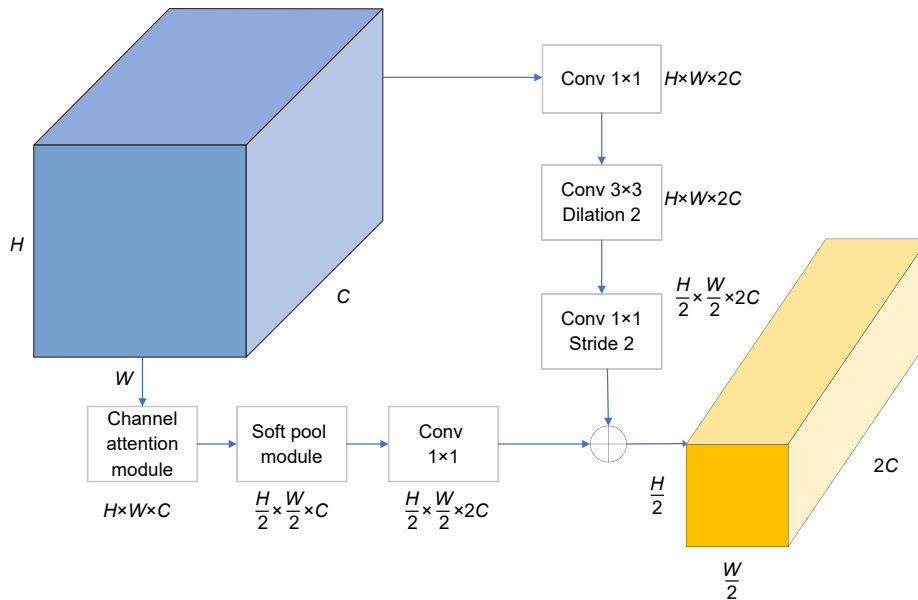 Conv 1×1
H×W×2C
Conv 3×3
Dilation 2
H×W×2C
H
C
H/2 × W/2 ×2C
Conv 1×1
Stride 2
W
Channel
attention
module
Soft pool
module
Conv
1×1
2C
H/2
H×W×C
H/2 × W/2 ×C
H/2 × W/2 ×2C
W/2